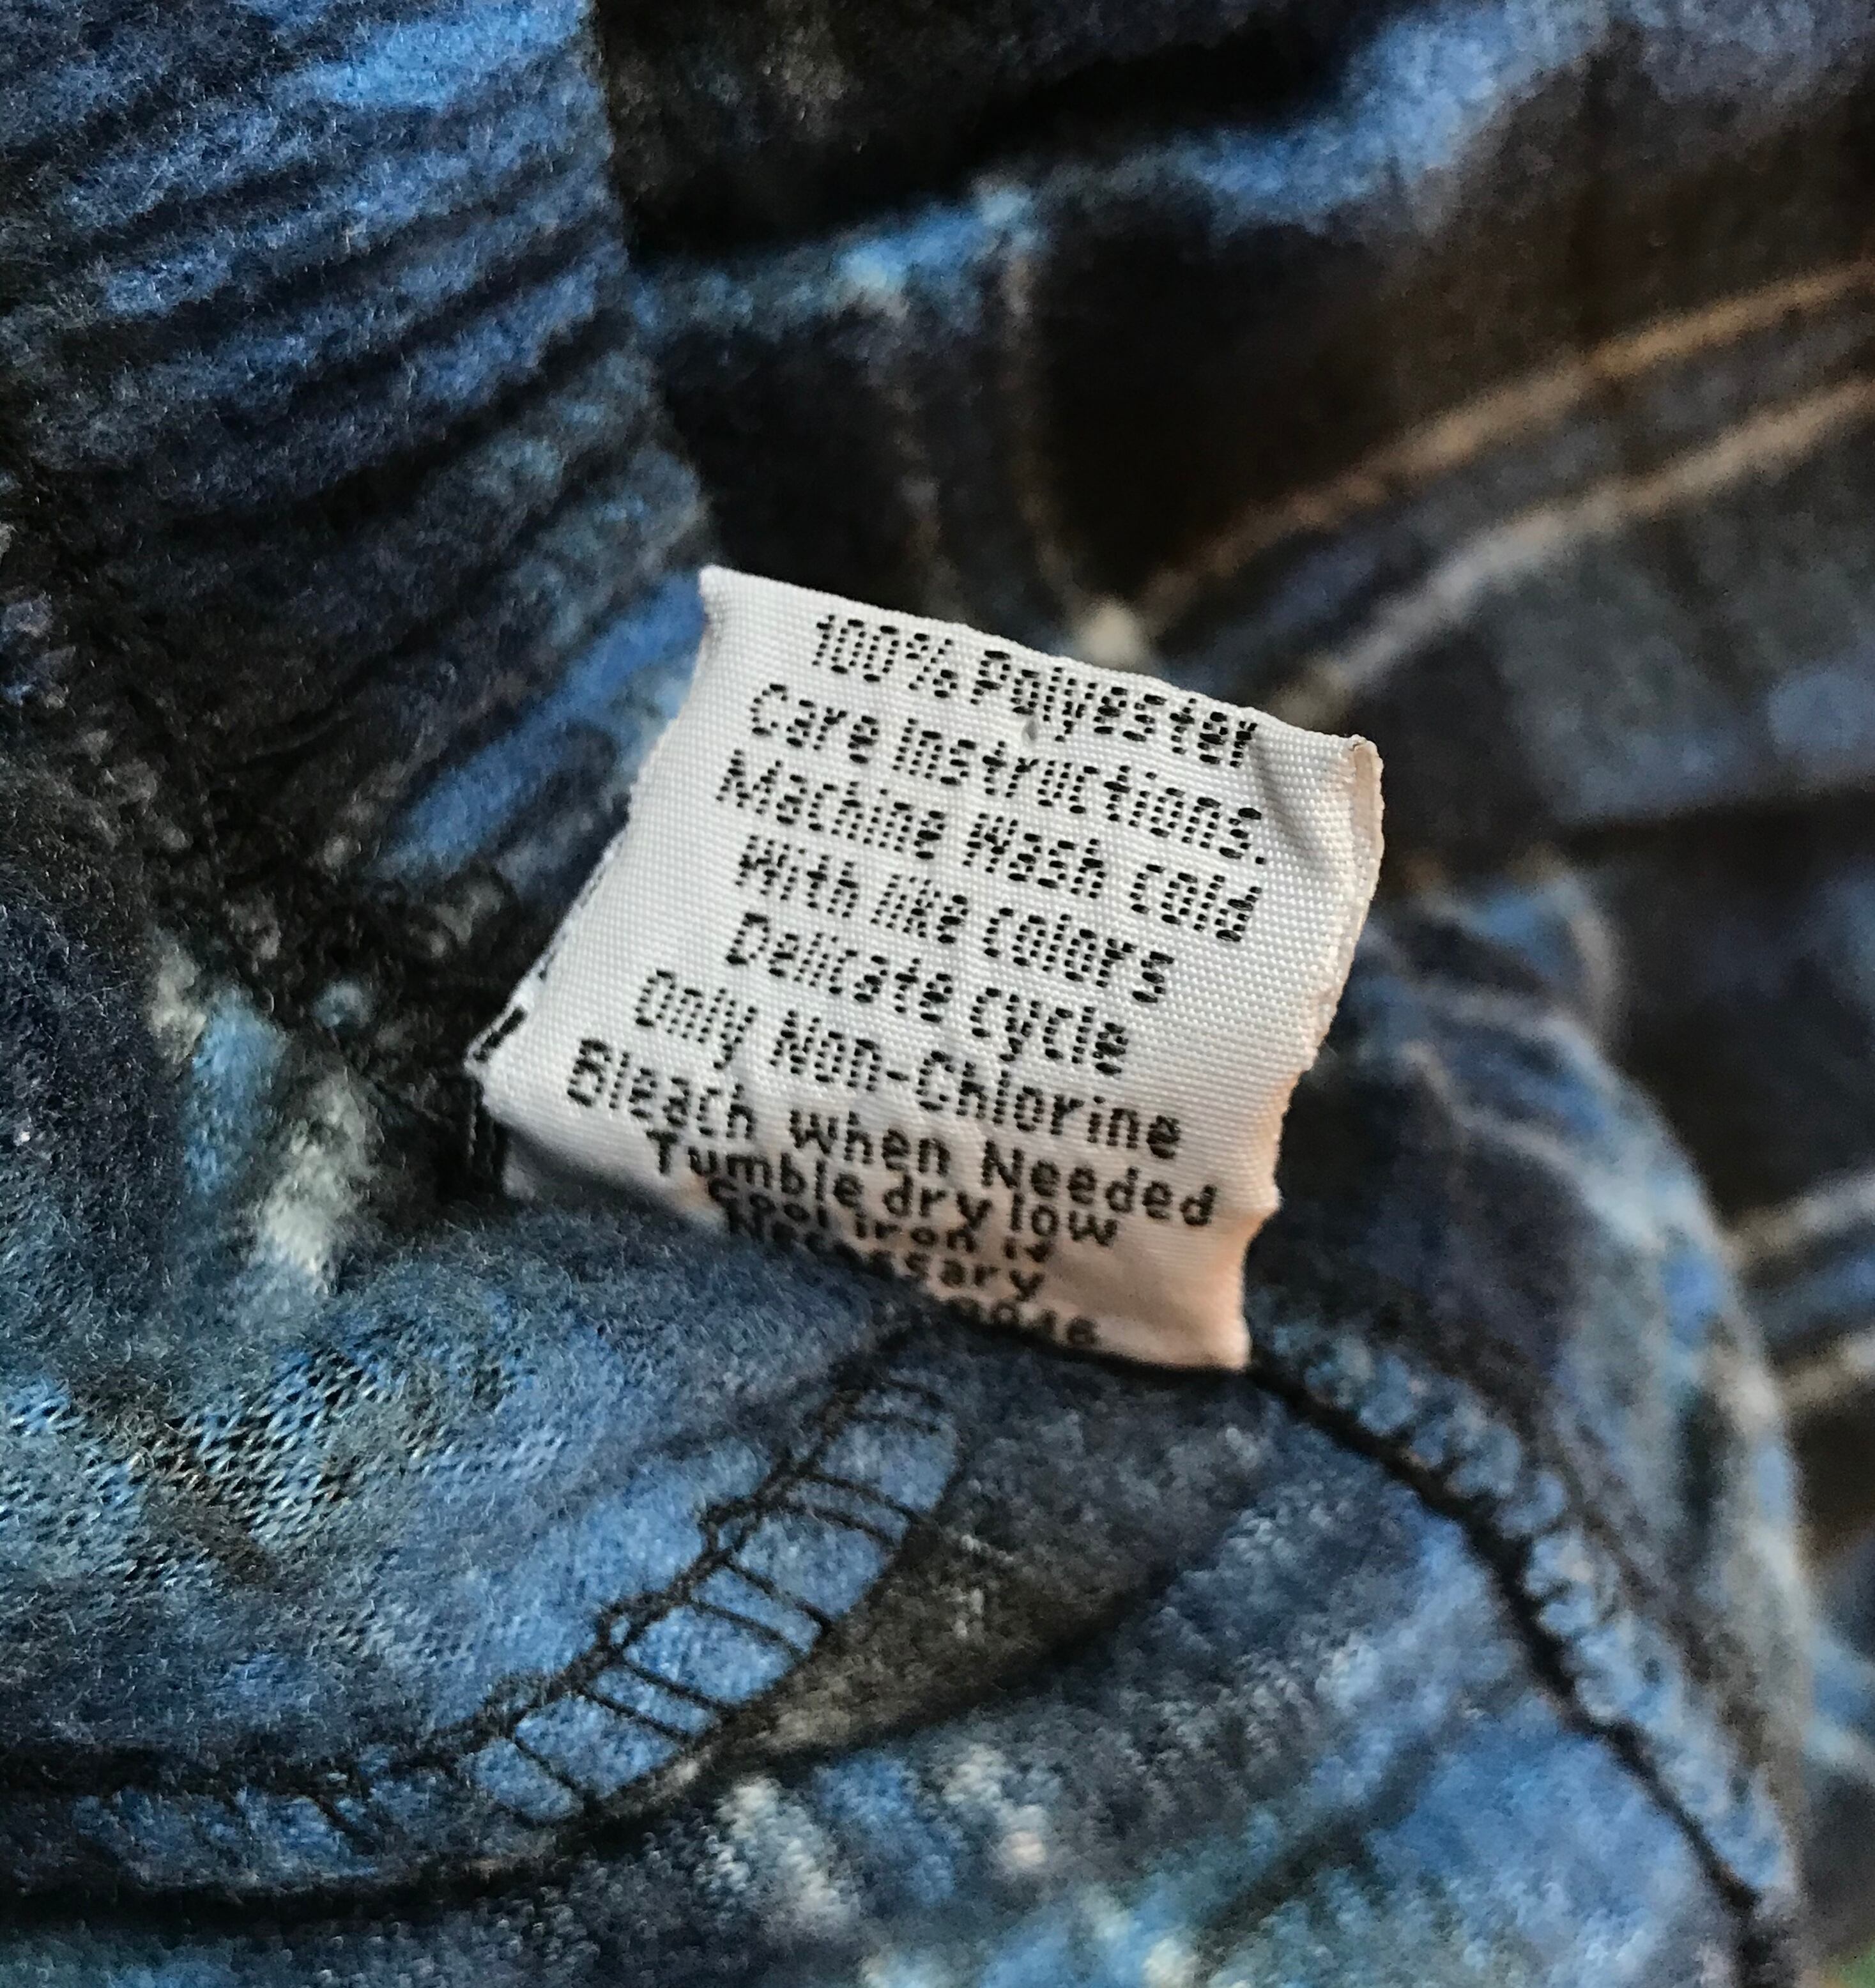 100% Polyester
Care Instructions:
Machine Wash cold
With like colors
Delicate cycle
Only Non-Chlorine
Bleach When Needed
Tumble dry low
Cool iron if
Necessary